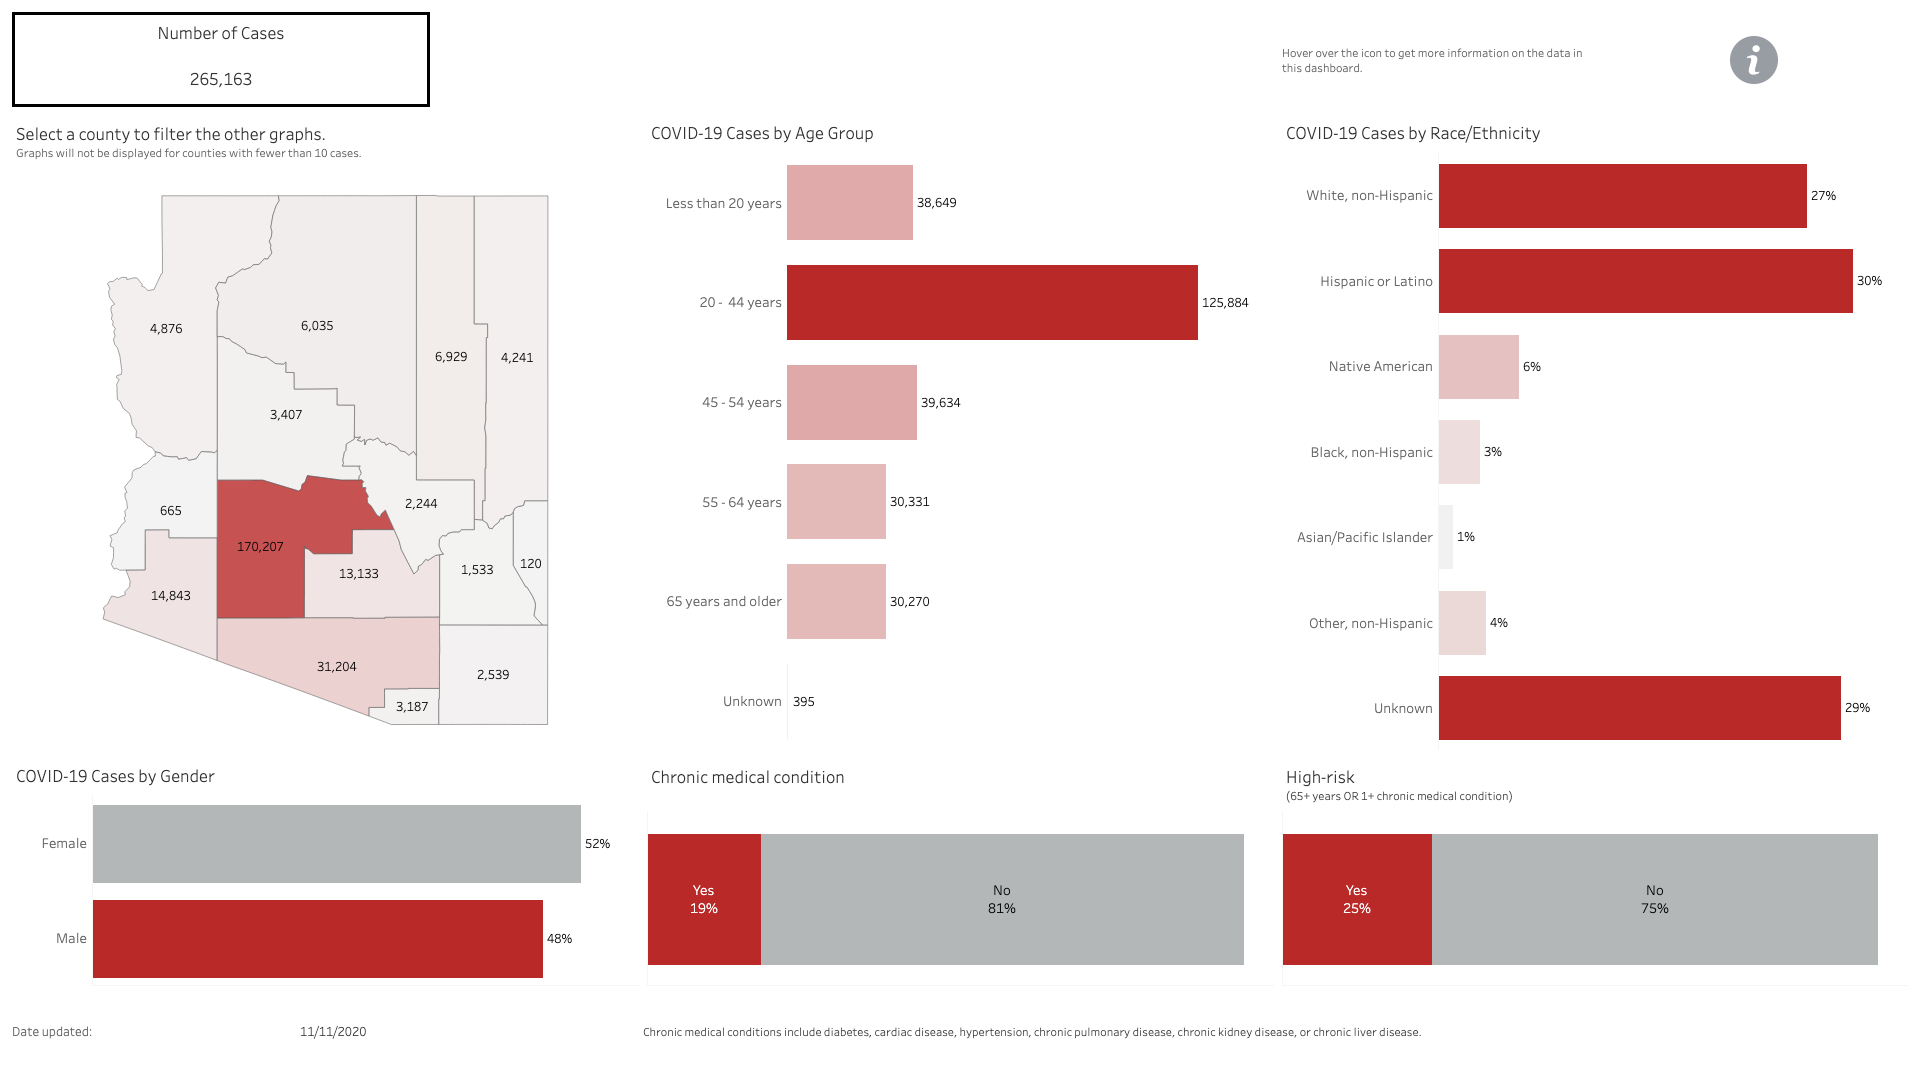 Number of Cases
265,163
Hover over the icon to get more information on the data in
this dashboard.
i
Select a county to filter the other graphs.
Graphs will not be displayed for counties with fewer than 10 cases.
4,876
6,035
6,929
4,241
3,407
2,244
665
170,207
13,133
1,533
120
14,843
31,204
2,539
3,187
COVID-19 Cases by Age Group
Less than 20 years 38,649
20 - 44 years 125,884
45 - 54 years 39,634
55 - 64 years 30,331
65 years and older 30,270
Unknown 395
COVID-19 Cases by Race/Ethnicity
White, non-Hispanic 27%
Hispanic or Latino 30%
Native American 6%
Black, non-Hispanic 3%
Asian/Pacific Islander 1%
Other, non-Hispanic 4%
Unknown 29%
COVID-19 Cases by Gender
Female 52%
Male 48%
Chronic medical condition
Yes
19%
No
81%
High-risk
(65+ years OR 1+ chronic medical condition)
Yes
25%
No
75%
Date updated: 11/11/2020
Chronic medical conditions include diabetes, cardiac disease, hypertension, chronic pulmonary disease, chronic kidney disease, or chronic liver disease.